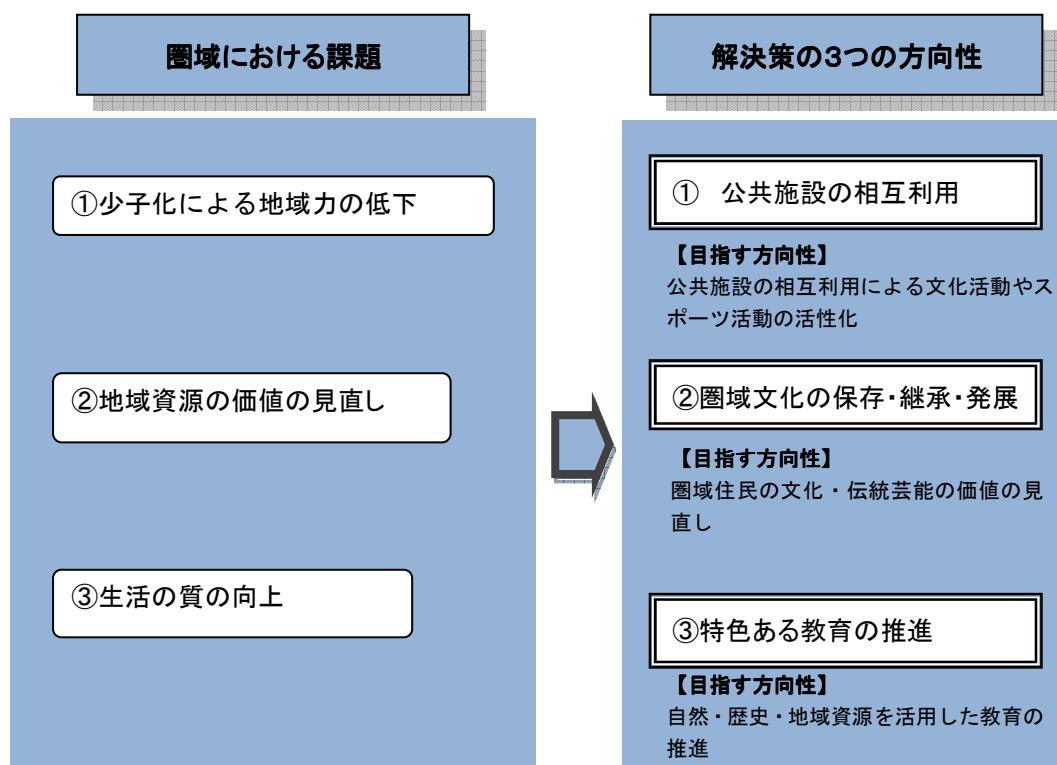 圏域における課題
①少子化による地域力の低下
②地域資源の価値の見直し
③生活の質の向上
解決策の3つの方向性
① 公共施設の相互利用
【目指す方向性】
公共施設の相互利用による文化活動やス
ポーツ活動の活性化
②圏域文化の保存・継承・発展
【目指す方向性】
圏域住民の文化・伝統芸能の価値の見
直し
③特色ある教育の推進
【目指す方向性】
自然・歴史・地域資源を活用した教育の
推進